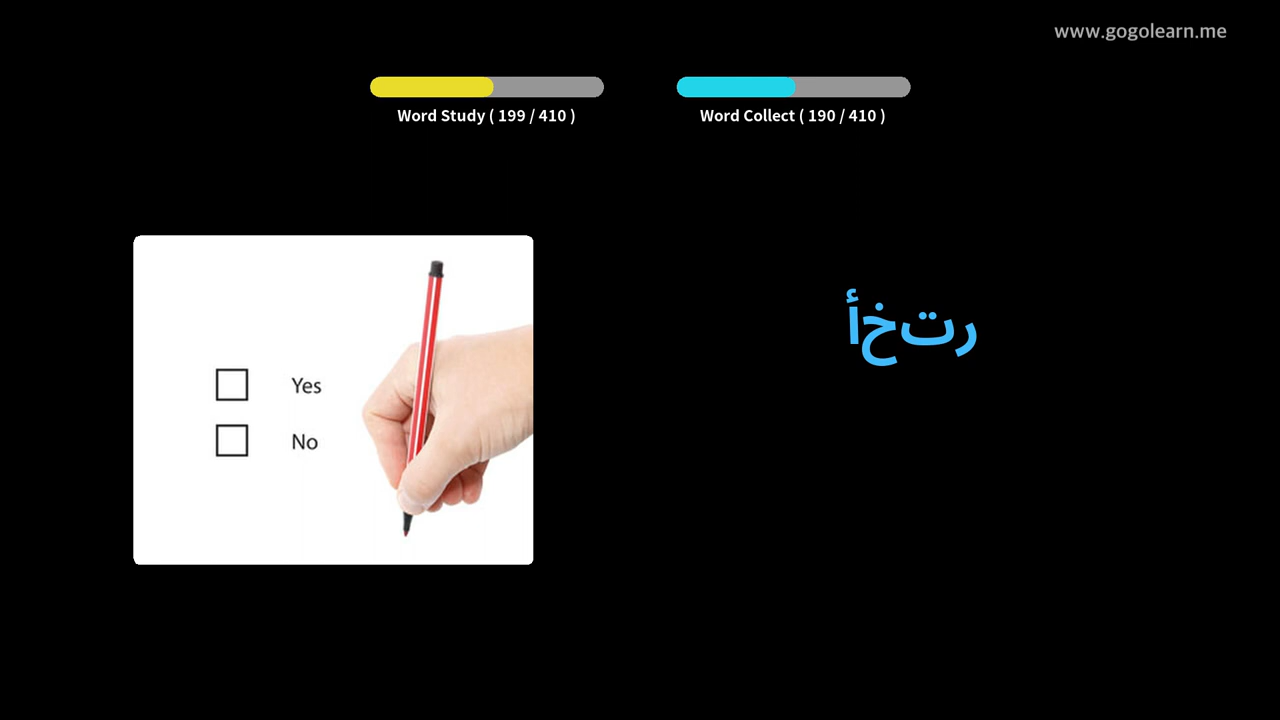 www.gogolearn.me
Word Study ( 199 / 410 )
Word Collect ( 190 / 410 )
رتخأ
Yes
No